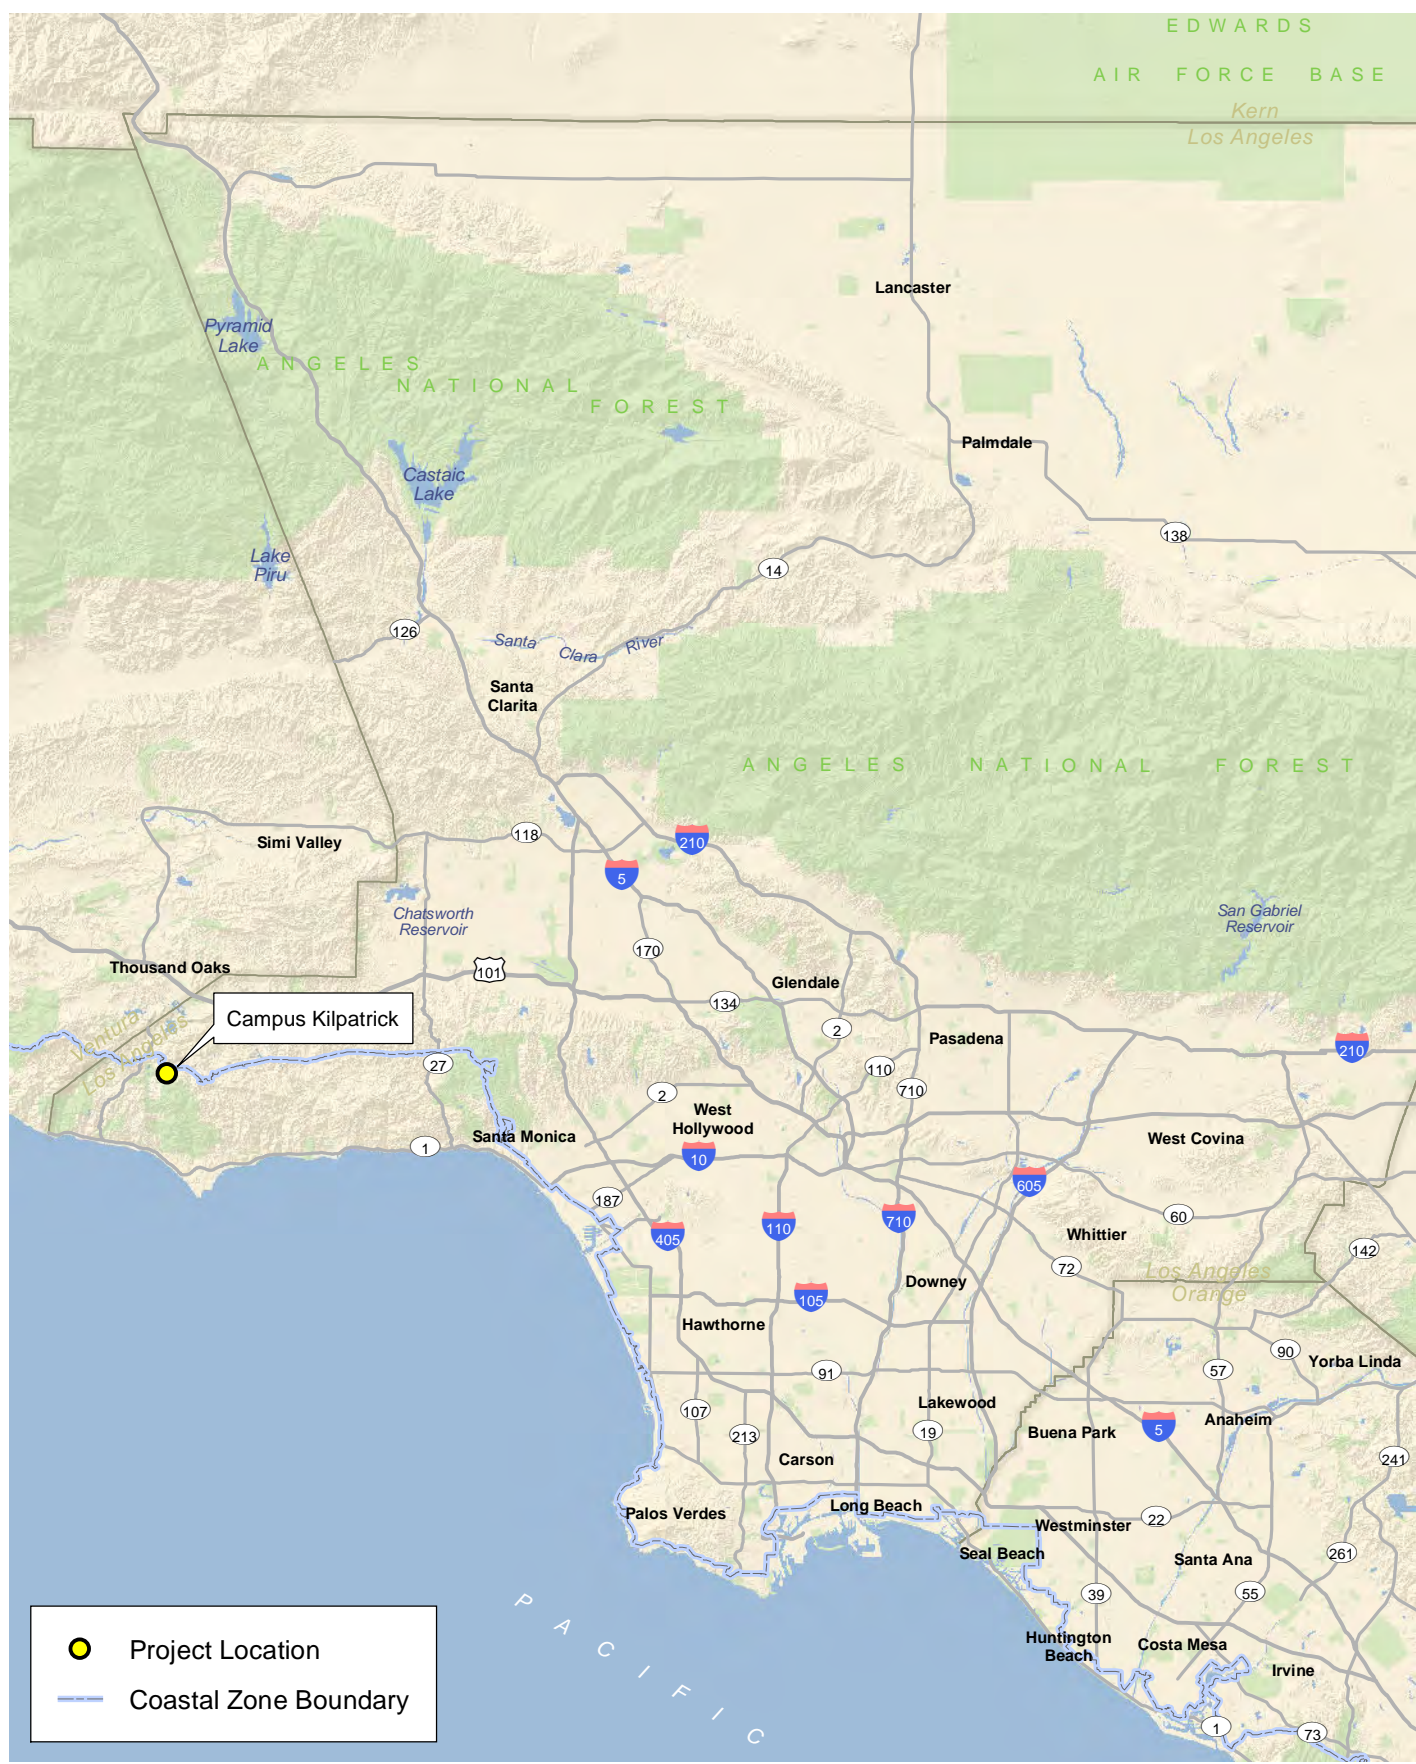 EDWARDS
AIR FORCE BASE
Kern
Los Angeles
Lancaster
Pyramid
Lake
ANGELES
NATIONAL
FOREST
Palmdale
Castaic
Lake
138
Lake
Piru
14
126
Santa Clara River
Santa
Clarita
ANGELES NATIONAL FOREST
118
210
Simi Valley
5
Chatsworth
Reservoir
San Gabriel
Reservoir
170
Thousand Oaks
101
Glendale
134
Campus Kilpatrick
2
Pasadena
Ventura
Los Angeles
210
27
110
710
2
West
Hollywood
Santa Monica
1
West Covina
10
605
187
60
110
710
405
Whittier
142
72
Los Angeles
Orange
Downey
105
Hawthorne
90
Yorba Linda
91
57
Lakewood
107
Anaheim
19
Buena Park
5
213
Carson
241
Long Beach
Palos Verdes
22
Westminster
Seal Beach
Santa Ana
261
39
55
PACIFIC
Huntington
Beach
Costa Mesa
Irvine
1
73
Project Location
Coastal Zone Boundary